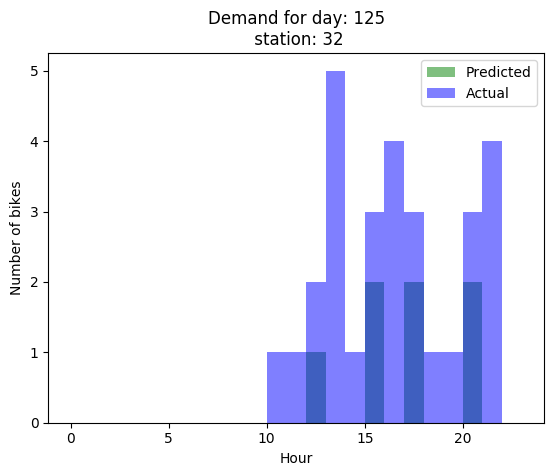 Demand for day: 125
station: 32
Predicted
Actual
Number of bikes
5
4
3
2
1
0
0 5 10 15 20
Hour